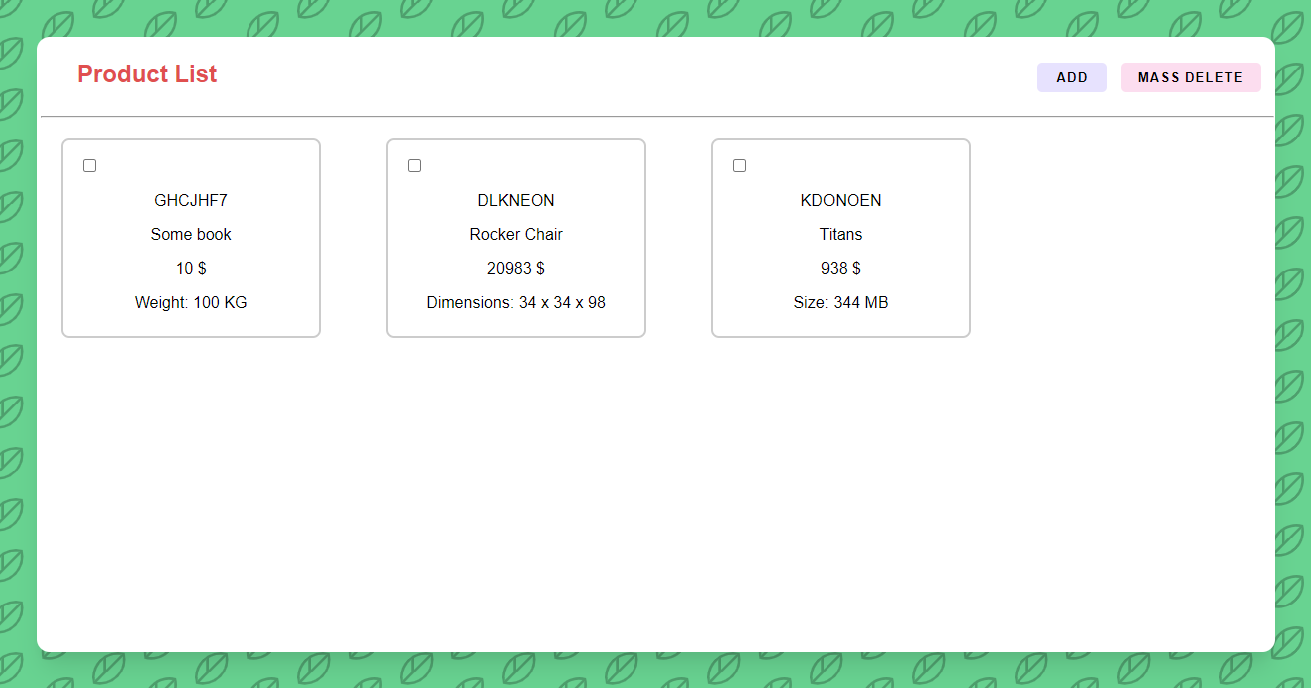 Product List
ADD
MASS DELETE
GHCJHF7
Some book
10 $
Weight: 100 KG
DLKNEON
Rocker Chair
20983 $
Dimensions: 34 x 34 x 98
KDONOEN
Titans
938 $
Size: 344 MB